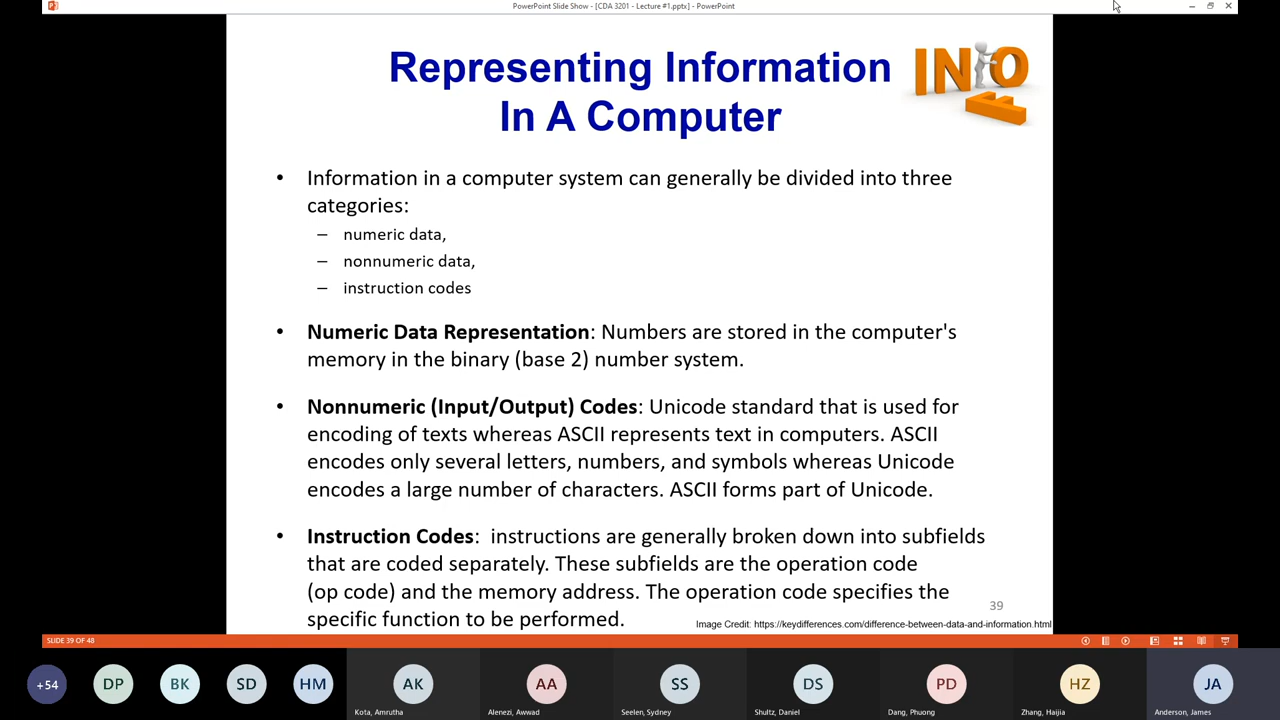 PowerPoint Slide Show - [CDA 3201 - Lecture #1.pptx] - PowerPoint
Representing Information
In A Computer
INFO
• Information in a computer system can generally be divided into three
categories:
– numeric data,
– nonnumeric data,
– instruction codes
• Numeric Data Representation: Numbers are stored in the computer's
memory in the binary (base 2) number system.
• Nonnumeric (Input/Output) Codes: Unicode standard that is used for
encoding of texts whereas ASCII represents text in computers. ASCII
encodes only several letters, numbers, and symbols whereas Unicode
encodes a large number of characters. ASCII forms part of Unicode.
• Instruction Codes: instructions are generally broken down into subfields
that are coded separately. These subfields are the operation code
(op code) and the memory address. The operation code specifies the
specific function to be performed.
39
Image Credit: https://keydifferences.com/difference-between-data-and-information.html
SLIDE 39 OF 48
+54 DP BK SD HM AK AA SS DS PD HZ JA
Kota, Amrutha Alenezi, Awwad Seelen, Sydney Shultz, Daniel Dang, Phuong Zhang, Haijia Anderson, James